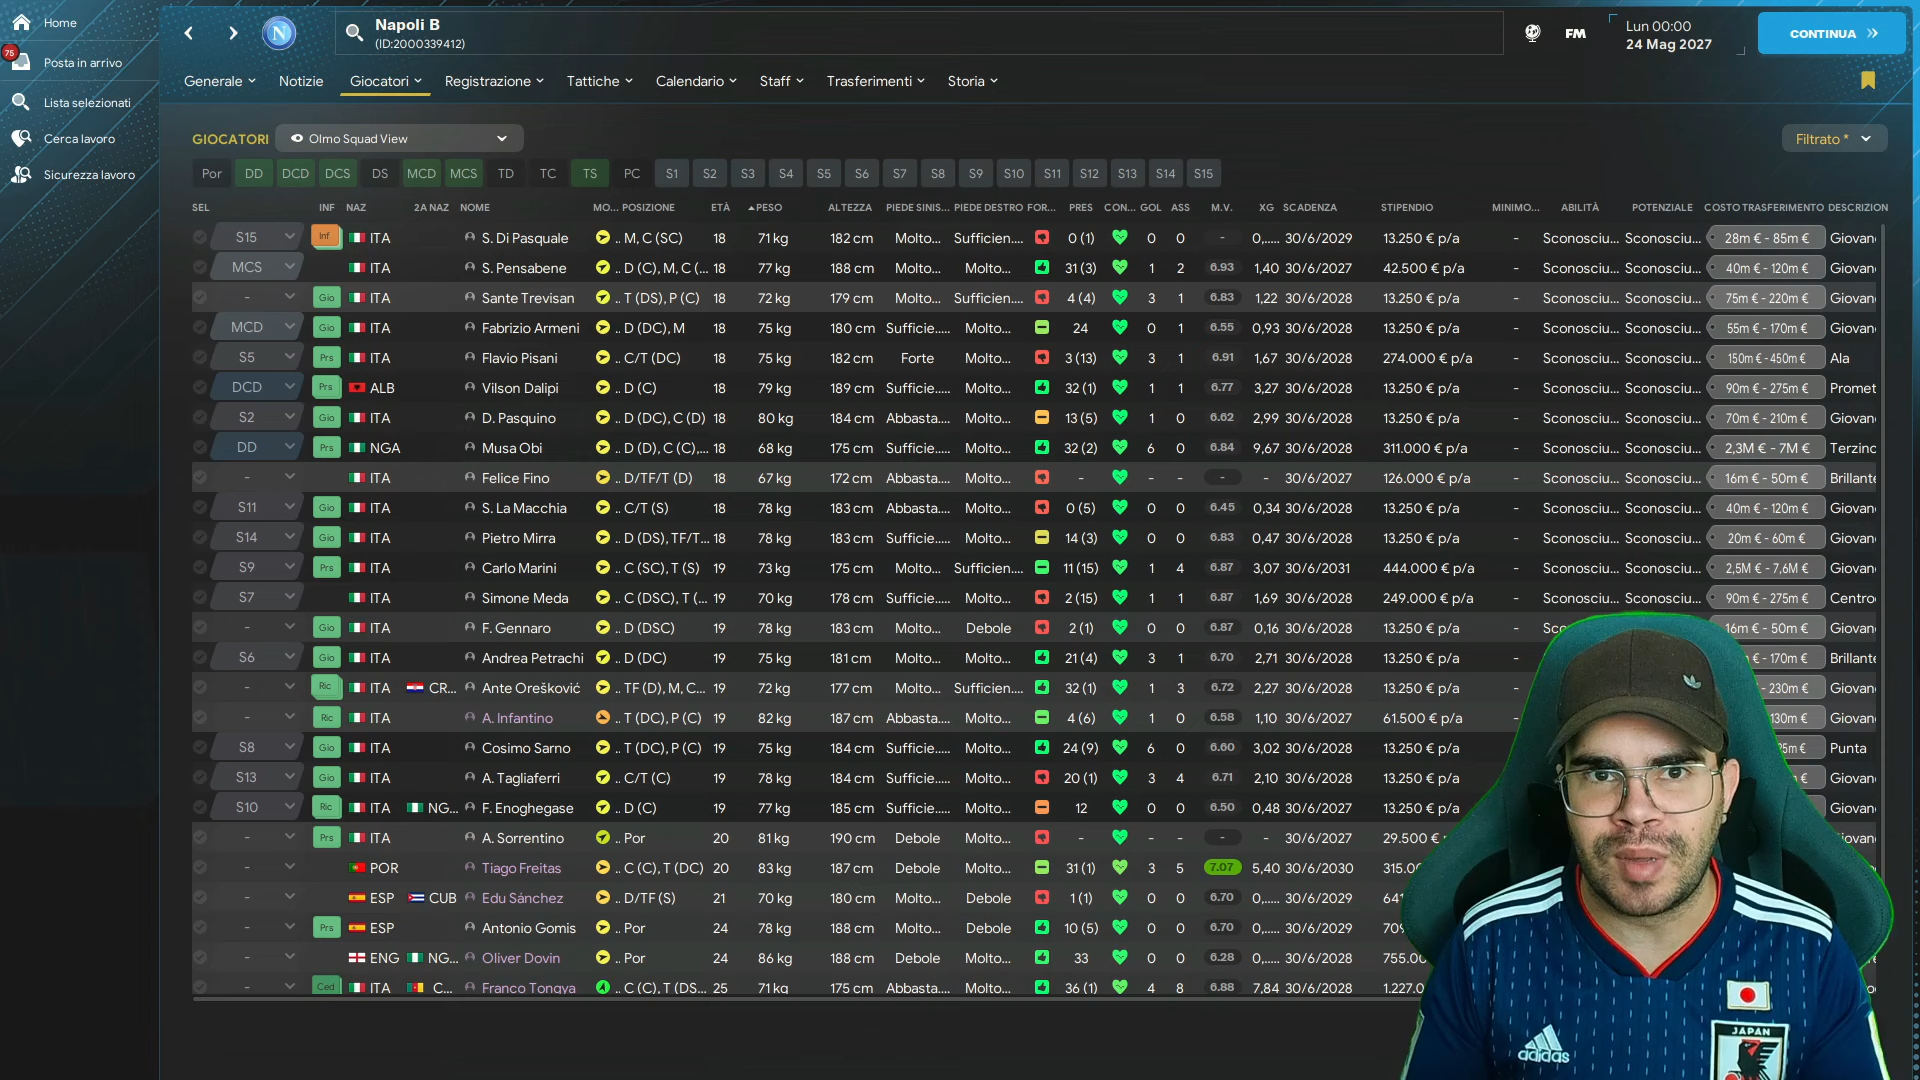 Home
75
Posta in arrivo
Lista selezionati
Cerca lavoro
Sicurezza lavoro
N
Napoli B
(ID:2000339412)
FM
Lun 00:00
24 Mag 2027
CONTINUA
Generale Notizie Giocatori Registrazione Tattiche Calendario Staff Trasferimenti Storia
GIOCATORI Olmo Squad View Filtrato *
Por DD DCD DCS DS MCD MCS TD TC TS PC S1 S2 S3 S4 S5 S6 S7 S8 S9 S10 S11 S12 S13 S14 S15
SEL INF NAZ 2A NAZ NOME MO... POSIZIONE ETÀ PESO ALTEZZA PIEDE SINIS... PIEDE DESTRO FOR... PRES CON... GOL ASS M.V. XG SCADENZA STIPENDIO MINIMO... ABILITÀ POTENZIALE COSTO TRASFERIMENTO DESCRIZION
S15 Inf ITA S. Di Pasquale .. M, C (SC) 18 71 kg 182 cm Molto... Sufficien.... 0 (1) 0 0 - 0,..... 30/6/2029 13.250 € p/a - Sconosciu... Sconosciu... 28m € - 85m € Giovan
MCS ITA S. Pensabene .. D (C), M, C (... 18 77 kg 188 cm Molto... Molto... 31 (3) 1 2 6.93 1,40 30/6/2027 42.500 € p/a - Sconosciu... Sconosciu... 40m € - 120m € Giovan
- Gio ITA Sante Trevisan .. T (DS), P (C) 18 72 kg 179 cm Molto... Sufficien.... 4 (4) 3 1 6.83 1,22 30/6/2028 13.250 € p/a - Sconosciu... Sconosciu... 75m € - 220m € Giovan
MCD Gio ITA Fabrizio Armeni .. D (DC), M 18 75 kg 180 cm Sufficie..... Molto... 24 0 1 6.55 0,93 30/6/2028 13.250 € p/a - Sconosciu... Sconosciu... 55m € - 170m € Giovan
S5 Prs ITA Flavio Pisani .. C/T (DC) 18 75 kg 182 cm Forte Molto... 3 (13) 3 1 6.91 1,67 30/6/2028 274.000 € p/a - Sconosciu... Sconosciu... 150m € - 450m € Ala
DCD Prs ALB Vilson Dalipi .. D (C) 18 79 kg 189 cm Sufficie..... Molto... 32 (1) 1 1 6.77 3,27 30/6/2028 13.250 € p/a - Sconosciu... Sconosciu... 90m € - 275m € Promet
S2 Gio ITA D. Pasquino .. D (DC), C (D) 18 80 kg 184 cm Abbasta.... Molto... 13 (5) 1 0 6.62 2,99 30/6/2028 13.250 € p/a - Sconosciu... Sconosciu... 70m € - 210m € Giovan
DD Prs NGA Musa Obi .. D (D), C (C),... 18 68 kg 175 cm Sufficie..... Molto... 32 (2) 6 0 6.84 9,67 30/6/2028 311.000 € p/a - Sconosciu... Sconosciu... 2,3M € - 7M € Terzino
- ITA Felice Fino .. D/TF/T (D) 18 67 kg 172 cm Abbasta.... Molto... - - - - - 30/6/2027 126.000 € p/a - Sconosciu... Sconosciu... 16m € - 50m € Brillante
S11 Gio ITA S. La Macchia .. C/T (S) 18 78 kg 183 cm Abbasta.... Molto... 0 (5) 0 0 6.45 0,34 30/6/2028 13.250 € p/a - Sconosciu... Sconosciu... 40m € - 120m € Giovan
S14 Gio ITA Pietro Mirra .. D (DS), TF/T... 18 78 kg 183 cm Sufficie..... Molto... 14 (3) 0 0 6.83 0,47 30/6/2028 13.250 € p/a - Sconosciu... Sconosciu... 20m € - 60m € Giovan
S9 Prs ITA Carlo Marini .. C (SC), T (S) 19 73 kg 175 cm Molto... Sufficien.... 11 (15) 1 4 6.87 3,07 30/6/2031 444.000 € p/a - Sconosciu... Sconosciu... 2,5M € - 7,6M € Giovan
S7 ITA Simone Meda .. C (DSC), T (... 19 70 kg 178 cm Sufficie..... Molto... 2 (15) 1 1 6.87 1,69 30/6/2028 249.000 € p/a - Sconosciu... Sconosciu... 90m € - 275m € Centro
- Gio ITA F. Gennaro .. D (DSC) 19 78 kg 183 cm Molto... Debole 2 (1) 0 0 6.87 0,16 30/6/2028 13.250 € p/a - 16m € - 50m € Giovan
S6 Gio ITA Andrea Petrachi .. D (DC) 19 75 kg 181 cm Molto... Molto... 21 (4) 3 1 6.70 2,71 30/6/2028 13.250 € p/a - € - 170m € Brillante
- Ric ITA CR... Ante Orešković .. TF (D), M, C... 19 72 kg 177 cm Molto... Sufficien.... 32 (1) 1 3 6.72 2,27 30/6/2028 13.250 € p/a - € - 230m € Giovan
- Ric ITA A. Infantino .. T (DC), P (C) 19 82 kg 187 cm Abbasta.... Molto... 4 (6) 1 0 6.58 1,10 30/6/2028 61.500 € p/a - 130m € Giovan
S8 Gio ITA Cosimo Sarno .. T (DC), P (C) 19 75 kg 184 cm Sufficie..... Molto... 24 (9) 6 0 6.60 3,02 30/6/2028 13.250 € p/a Punta
S13 Gio ITA A. Tagliaferri .. C/T (C) 19 78 kg 184 cm Sufficie..... Molto... 20 (1) 3 4 6.71 2,10 30/6/2028 13.250 € p/a Giovan
S10 Ric ITA NG... F. Enoghegase .. D (C) 19 77 kg 185 cm Sufficie..... Molto... 12 0 0 6.50 0,48 30/6/2027 13.250 € p/a Giovan
- Prs ITA A. Sorrentino .. Por 20 81 kg 190 cm Debole Molto... - - - - - 30/6/2027 29.500 €
- POR Tiago Freitas .. C (C), T (DC) 20 83 kg 187 cm Debole Molto... 31 (1) 3 5 7.07 5,40 30/6/2030 315.00
- ESP CUB Edu Sánchez .. D/TF (S) 21 70 kg 180 cm Molto... Debole 1 (1) 0 0 6.70 0,..... 30/6/2029 641
- Prs ESP Antonio Gomis .. Por 24 78 kg 188 cm Molto... Debole 10 (5) 0 0 6.70 0,..... 30/6/2029 709
- ENG NG... Oliver Dovin .. Por 24 86 kg 188 cm Debole Molto... 33 0 0 6.28 0,..... 30/6/2028 755.00
- Ced ITA C... Franco Tongya .. C (C), T (DS... 25 71 kg 175 cm Abbasta.... Molto... 36 (1) 4 8 6.88 7,84 30/6/2028 1.227.0
adidas
JAPAN